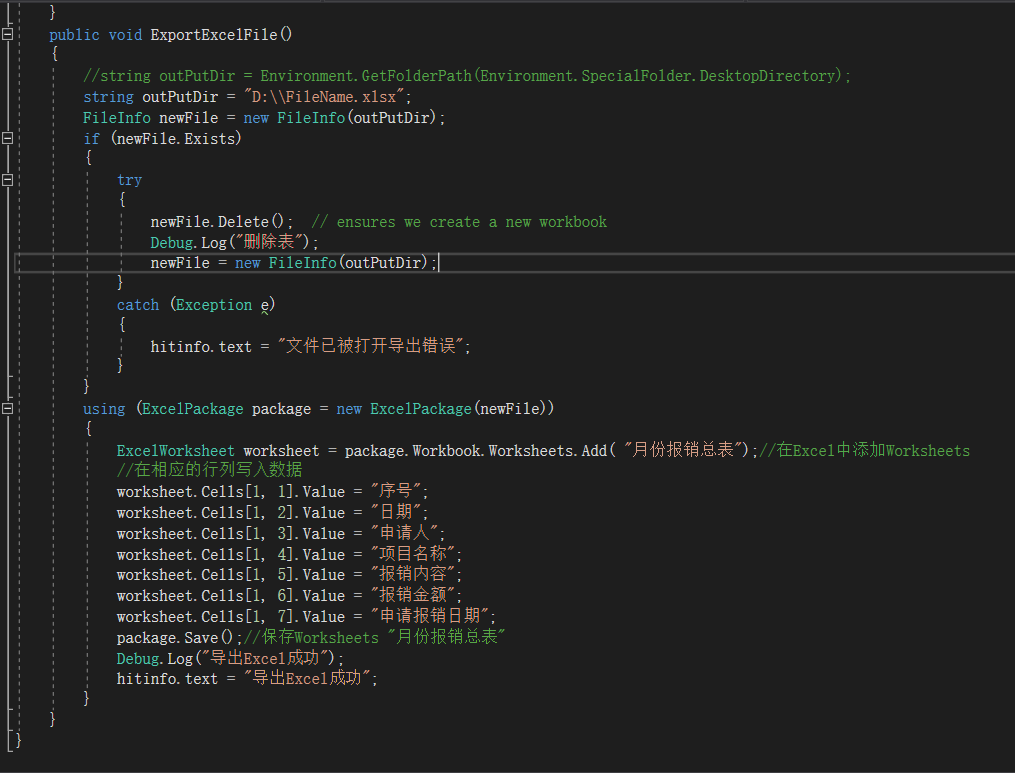 }
public void ExportExcelFile()
{
//string outPutDir = Environment.GetFolderPath(Environment.SpecialFolder.DesktopDirectory);
string outPutDir = "D:\\FileName.xlsx";
FileInfo newFile = new FileInfo(outPutDir);
if (newFile.Exists)
{
try
{
newFile.Delete();  // ensures we create a new workbook
Debug.Log("删除表");
newFile = new FileInfo(outPutDir);
}
catch (Exception e)
{
hitinfo.text = "文件已被打开导出错误";
}
}
using (ExcelPackage package = new ExcelPackage(newFile))
{
ExcelWorksheet worksheet = package.Workbook.Worksheets.Add( "月份报销总表");//在Excel中添加Worksheets
//在相应的行列写入数据
worksheet.Cells[1, 1].Value = "序号";
worksheet.Cells[1, 2].Value = "日期";
worksheet.Cells[1, 3].Value = "申请人";
worksheet.Cells[1, 4].Value = "项目名称";
worksheet.Cells[1, 5].Value = "报销内容";
worksheet.Cells[1, 6].Value = "报销金额";
worksheet.Cells[1, 7].Value = "申请报销日期";
package.Save();//保存Worksheets "月份报销总表"
Debug.Log("导出Excel成功");
hitinfo.text = "导出Excel成功";
}
}
}